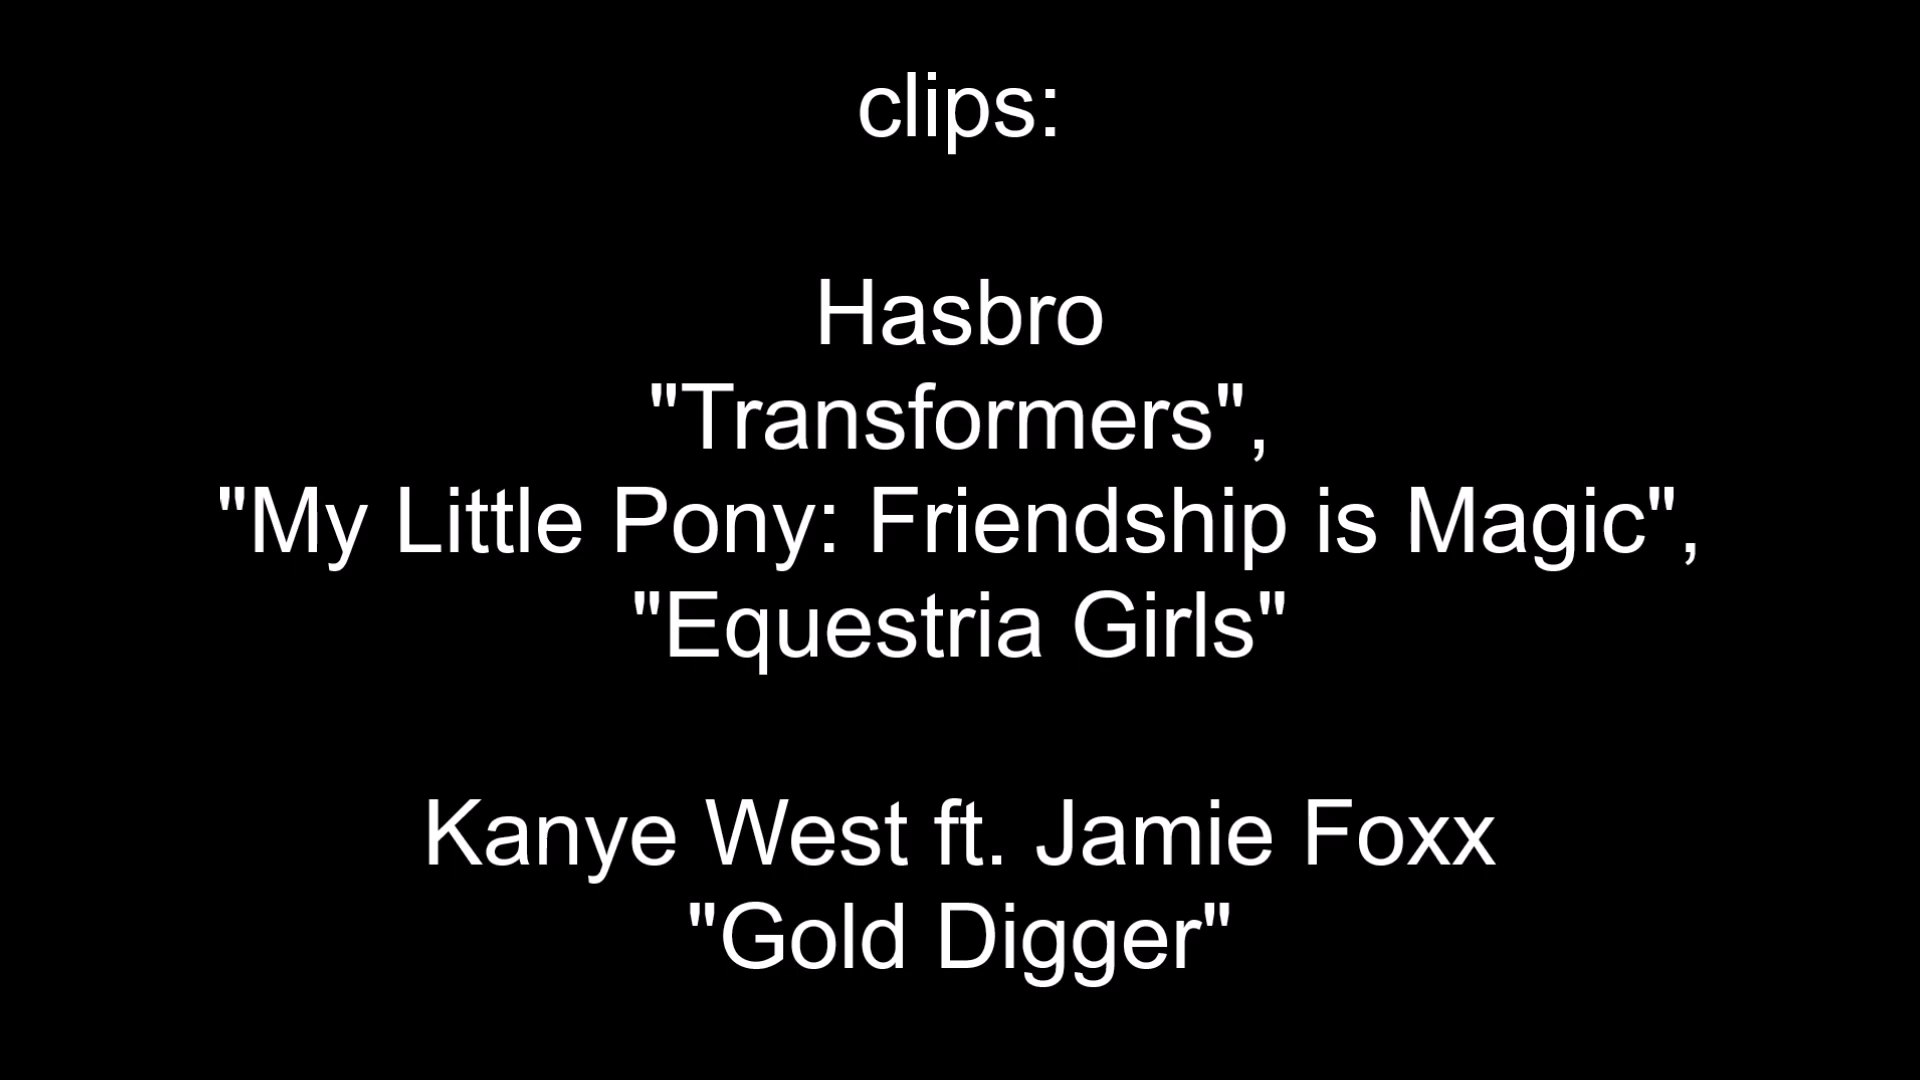 clips:
Hasbro
"Transformers",
"My Little Pony: Friendship is Magic",
"Equestria Girls"
Kanye West ft. Jamie Foxx
"Gold Digger"